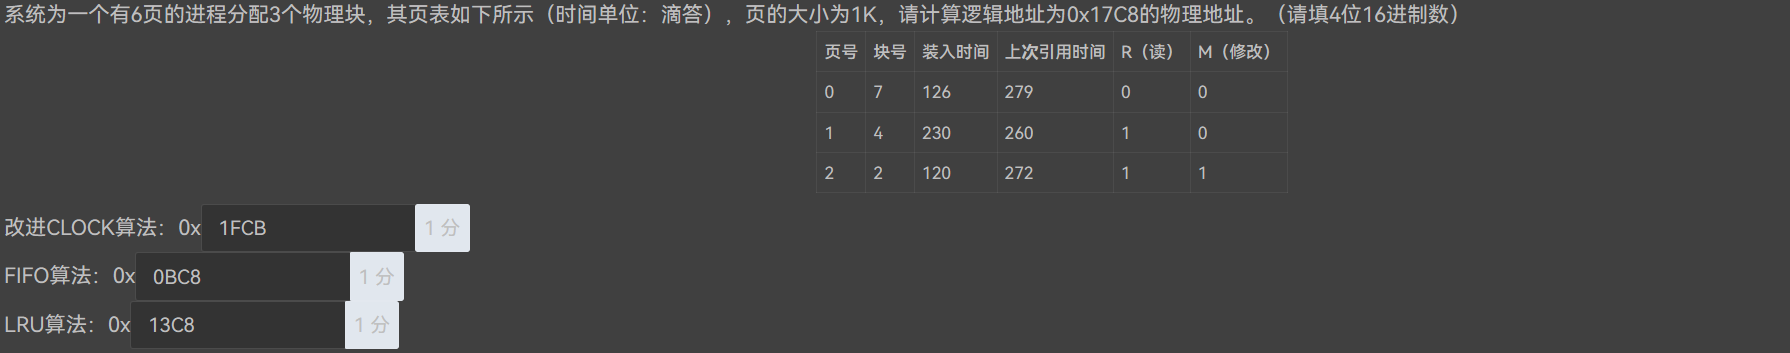 系统为一个有6页的进程分配3个物理块，其页表如下所示（时间单位：滴答），页的大小为1K，请计算逻辑地址为0x17C8的物理地址。（请填4位16进制数）
页号 块号 装入时间 上次引用时间 R（读） M（修改）
0 7 126 279 0 0
1 4 230 260 1 0
2 2 120 272 1 1
改进CLOCK算法：0x 1FCB 1 分
FIFO算法：0x 0BC8 1 分
LRU算法：0x 13C8 1 分